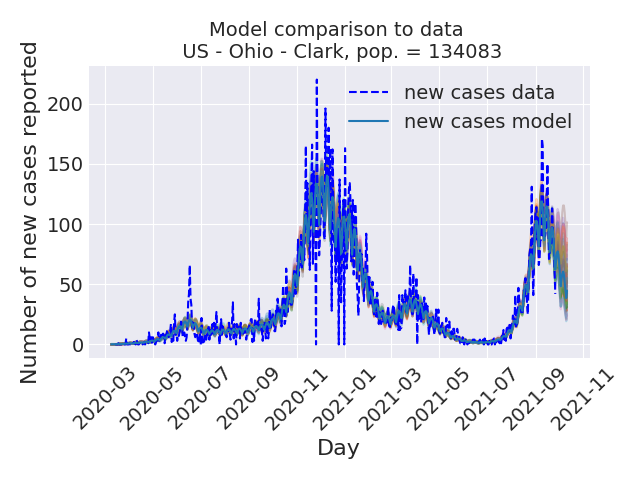 Model comparison to data
US - Ohio - Clark, pop. = 134083
Number of new cases reported
200
150
100
50
0
new cases data
new cases model
2020-03
2020-05
2020-07
2020-09
2020-11
2021-01
2021-03
2021-05
2021-07
2021-09
2021-11
Day